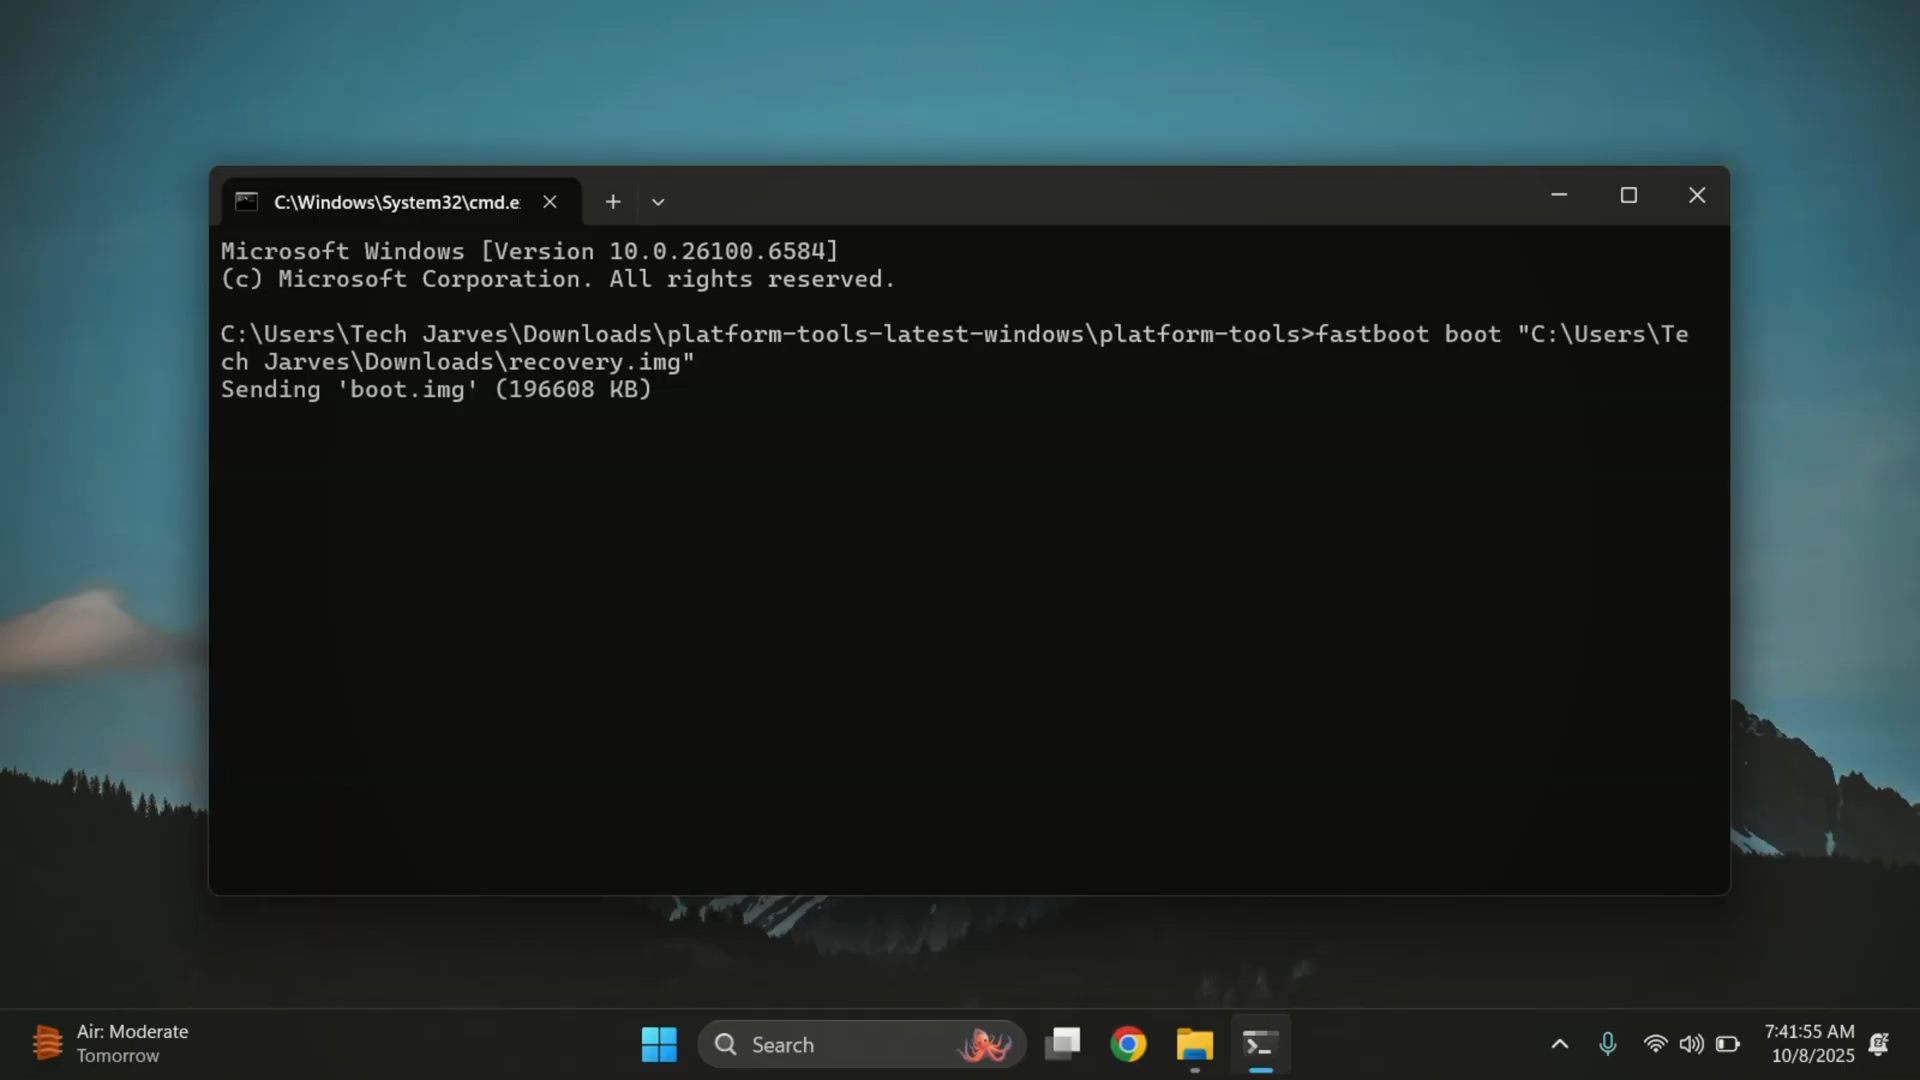 C:\Windows\System32\cmd.e
Microsoft Windows [Version 10.0.26100.6584]
(c) Microsoft Corporation. All rights reserved.
C:\Users\Tech Jarves\Downloads\platform-tools-latest-windows\platform-tools>fastboot boot "C:\Users\Te
ch Jarves\Downloads\recovery.img"
Sending 'boot.img' (196608 KB)
Air: Moderate
Tomorrow
Search
7:41:55 AM
10/8/2025